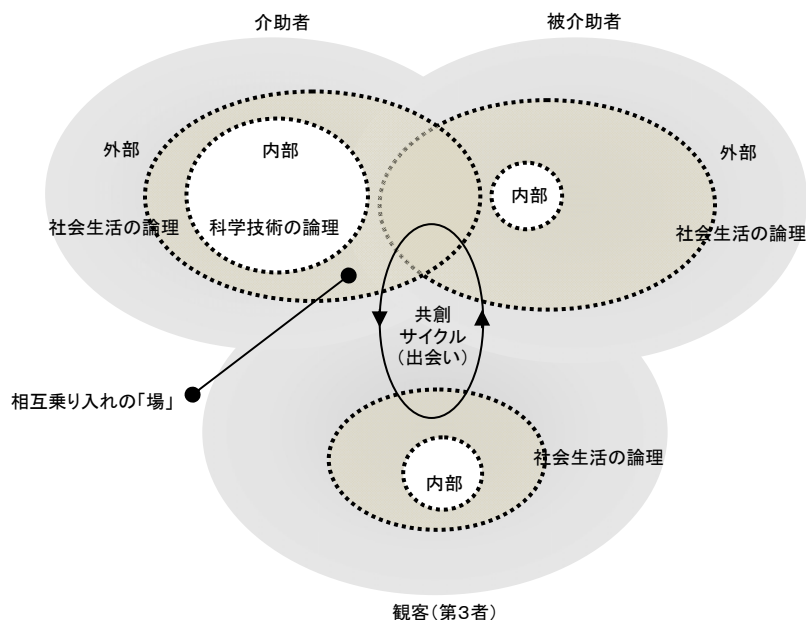 介助者
被介助者
外部
内部
外部
内部
社会生活の論理
科学技術の論理
社会生活の論理
共創
サイクル
(出会い)
相互乗り入れの「場」
社会生活の論理
内部
観客(第3者)